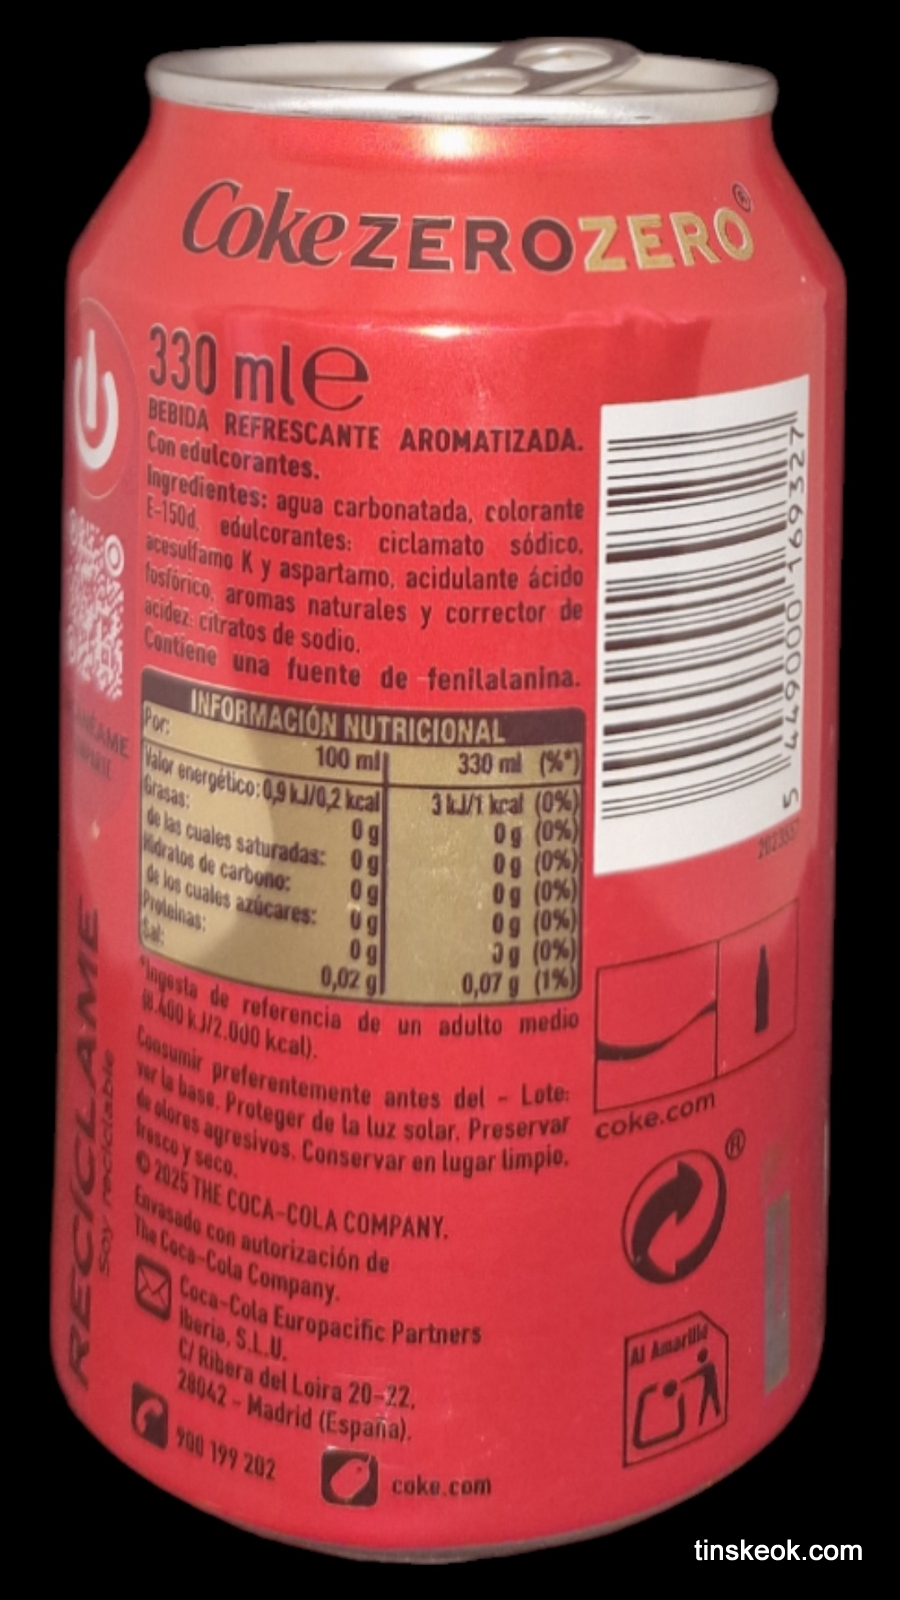 Coke ZERO ZERO®
330 ml e
BEBIDA REFRESCANTE AROMATIZADA.
Con edulcorantes.
Ingredientes: agua carbonatada, colorante
E-150d, edulcorantes: ciclamato sódico,
acesulfamo K y aspartamo, acidulante ácido
fosfórico, aromas naturales y corrector de
acidez: citratos de sodio.
Contiene una fuente de fenilalanina.
INFORMACIÓN NUTRICIONAL
Por: 100 ml 330 ml (%*)
Valor energético: 0,9 kJ/0,2 kcal 3 kJ/1 kcal (0%)
Grasas: 0 g 0 g (0%)
de las cuales saturadas: 0 g 0 g (0%)
Hidratos de carbono: 0 g 0 g (0%)
de los cuales azúcares: 0 g 0 g (0%)
Proteínas: 0 g 0 g (0%)
Sal: 0,02 g 0,07 g (1%)
*Ingesta de referencia de un adulto medio
(8.400 kJ/2.000 kcal).
Consumir preferentemente antes del - Lote:
ver la base. Proteger de la luz solar. Preservar
de olores agresivos. Conservar en lugar limpio,
fresco y seco.
© 2025 THE COCA-COLA COMPANY.
Envasado con autorización de
The Coca-Cola Company.
Coca-Cola Europacific Partners
Iberia, S.L.U.
C/ Ribera del Loira 20-22,
28042 - Madrid (España).
900 199 202
coke.com
RECÍCLAME
Soy reciclable
5 449000 169327
coke.com
®
Al Amarillo
tinskeok.com